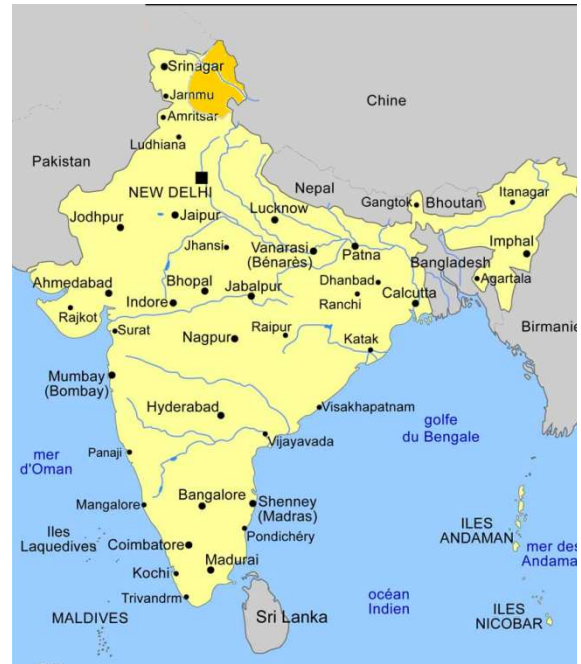 Srinagar
Chine
Jammu
Amritsar
Ludhiana
Pakistan
NEW DELHI
Nepal
Gangtok
Bhoutan
Itanagar
Jodhpur
Jaipur
Lucknow
Jhansi
Vanarasi
(Bénarès)
Patna
Bangladesh
Imphal
Ahmedabad
Bhopal
Jabalpur
Dhanbad
Ranchi
Calcutta
Agartala
Rajkot
Indore
Surat
Nagpur
Raipur
Katak
Birmanie
Mumbay
(Bombay)
Hyderabad
Visakhapatnam
golfe
du Bengale
mer
d'Oman
Panaji
Vijayavada
Mangalore
Bangalore
Shenney
(Madras)
Iles
Laquedives
Coimbatore
Pondichéry
ILES
ANDAMAN
mer des
Andama
Kochi
Madurai
Trivandrm
océan
Indien
MALDIVES
Sri Lanka
ILES
NICOBAR